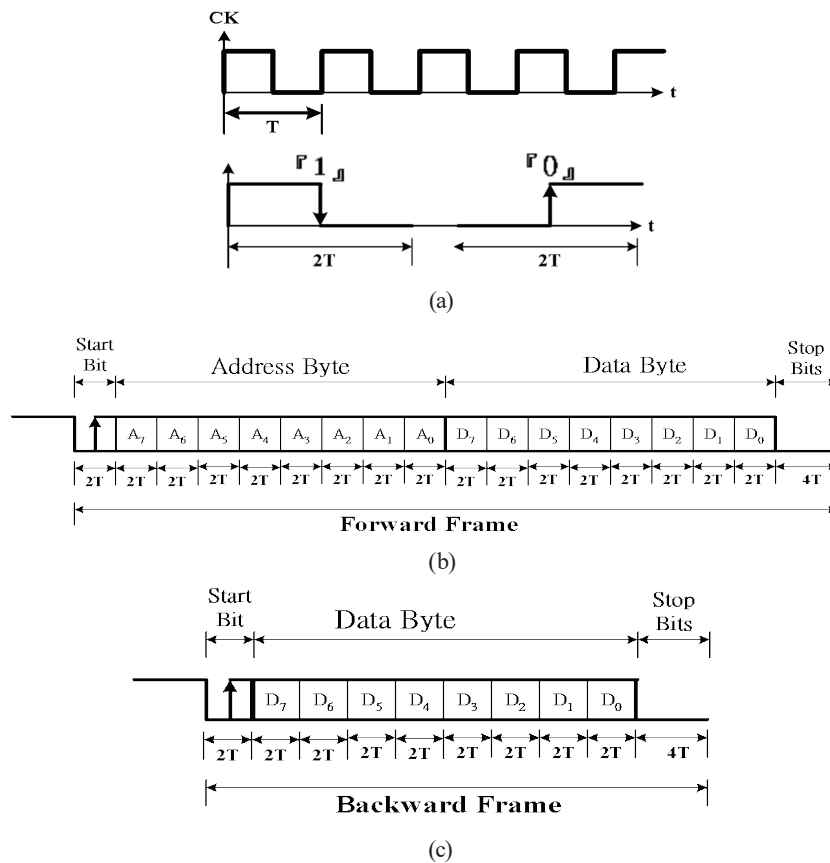 CK
t
T
『1』 『0』
t
2T 2T
(a)
Start Bit
Address Byte
Data Byte
Stop Bits
A7 A6 A5 A4 A3 A2 A1 A0 D7 D6 D5 D4 D3 D2 D1 D0
2T 2T 2T 2T 2T 2T 2T 2T 2T 2T 2T 2T 2T 2T 2T 2T 2T 4T
Forward Frame
(b)
Start Bit
Data Byte
Stop Bits
D7 D6 D5 D4 D3 D2 D1 D0
2T 2T 2T 2T 2T 2T 2T 2T 2T 4T
Backward Frame
(c)